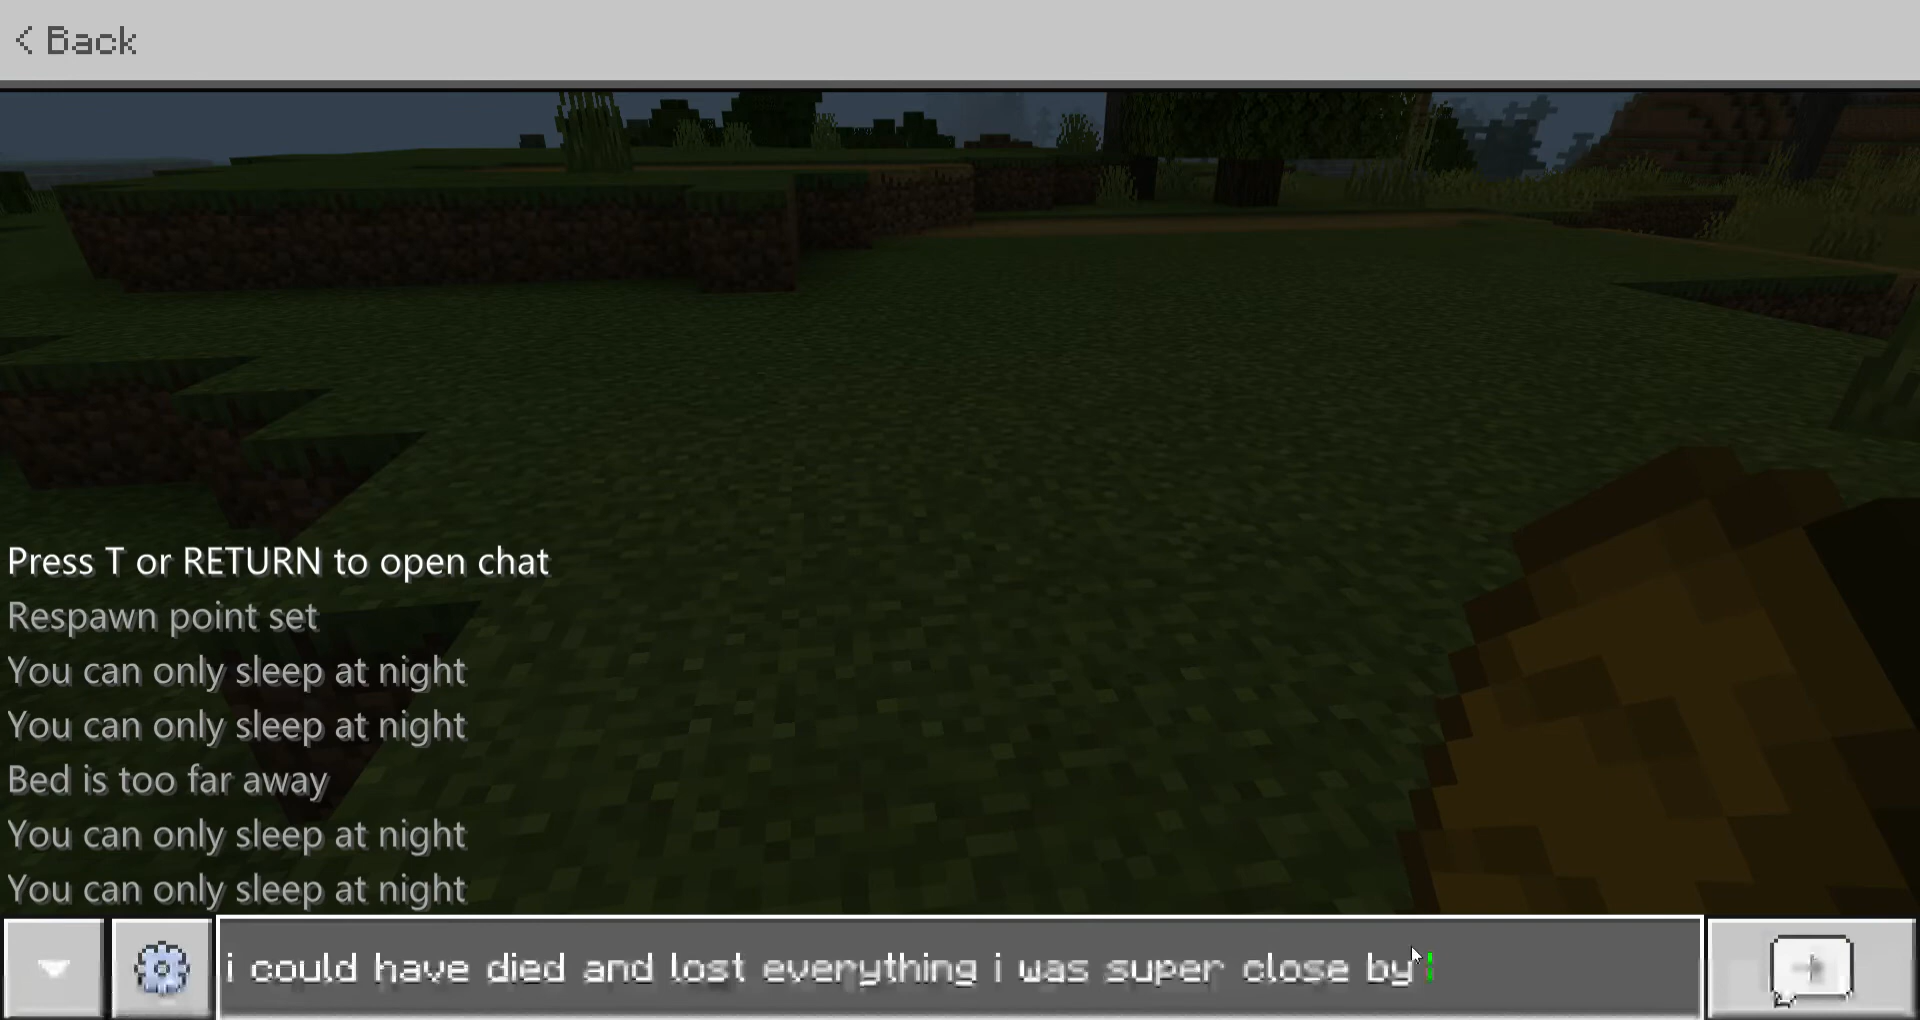 < Back
Press T or RETURN to open chat
Respawn point set
You can only sleep at night
You can only sleep at night
Bed is too far away
You can only sleep at night
You can only sleep at night
i could have died and lost everything i was super close by